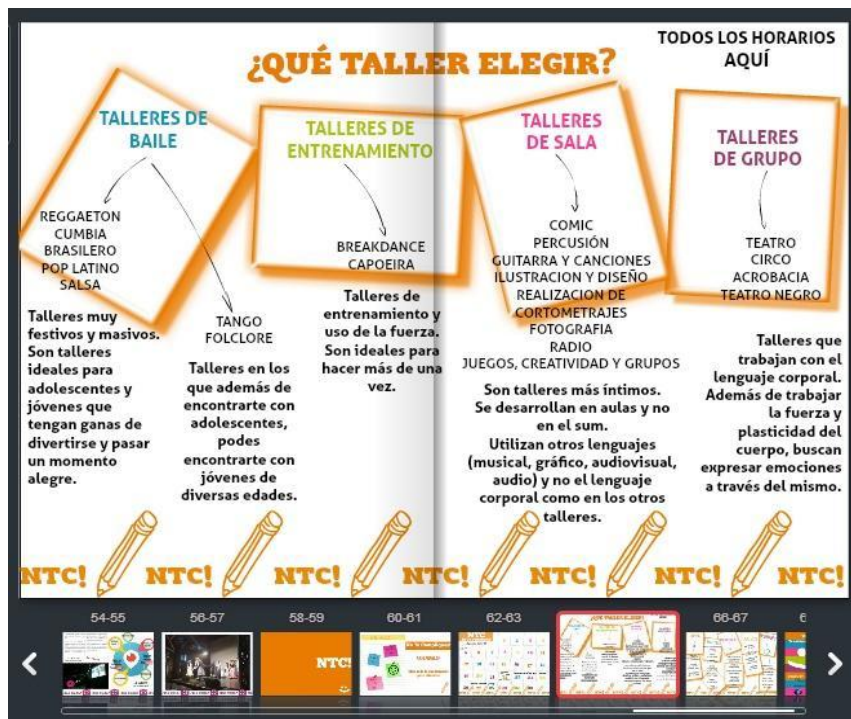 ¿QUÉ TALLER ELEGIR?
TODOS LOS HORARIOS
AQUÍ
TALLERES DE
BAILE
REGGAETON
CUMBIA
BRASILERO
POP LATINO
SALSA
Talleres muy
festivos y masivos.
Son talleres
ideales para
adolescentes y
jóvenes que
tengan ganas de
divertirse y pasar
un momento
alegre.
TANGO
FOLCLORE
Talleres en los
que además de
encontrarte con
adolescentes,
podes
encontrarte con
jóvenes de
diversas edades.
TALLERES DE
ENTRENAMIENTO
BREAKDANCE
CAPOEIRA
Talleres de
entrenamiento y
uso de la fuerza.
Son ideales para
hacer más de una
vez.
TALLERES
DE SALA
COMIC
PERCUSIÓN
GUITARRA Y CANCIONES
ILUSTRACION Y DISEÑO
REALIZACION DE
CORTOMETRAJES
FOTOGRAFIA
RADIO
JUEGOS, CREATIVIDAD Y GRUPOS
Son talleres más íntimos.
Se desarrollan en aulas y no
en el sum.
Utilizan otros lenguajes
(musical, gráfico, audiovisual,
audio) y no el lenguaje
corporal como en los otros
talleres.
TALLERES
DE GRUPO
TEATRO
CIRCO
ACROBACIA
TEATRO NEGRO
Talleres que
trabajan con el
lenguaje corporal.
Además de trabajar
la fuerza y
plasticidad del
cuerpo, buscan
expresar emociones
a través del mismo.
NTC! NTC! NTC! NTC! NTC! NTC! NTC!
54-55 56-57 58-59 60-61 62-63 66-67 6
NTC!
NTC!
¿QUÉ TALLER ELEGIR?